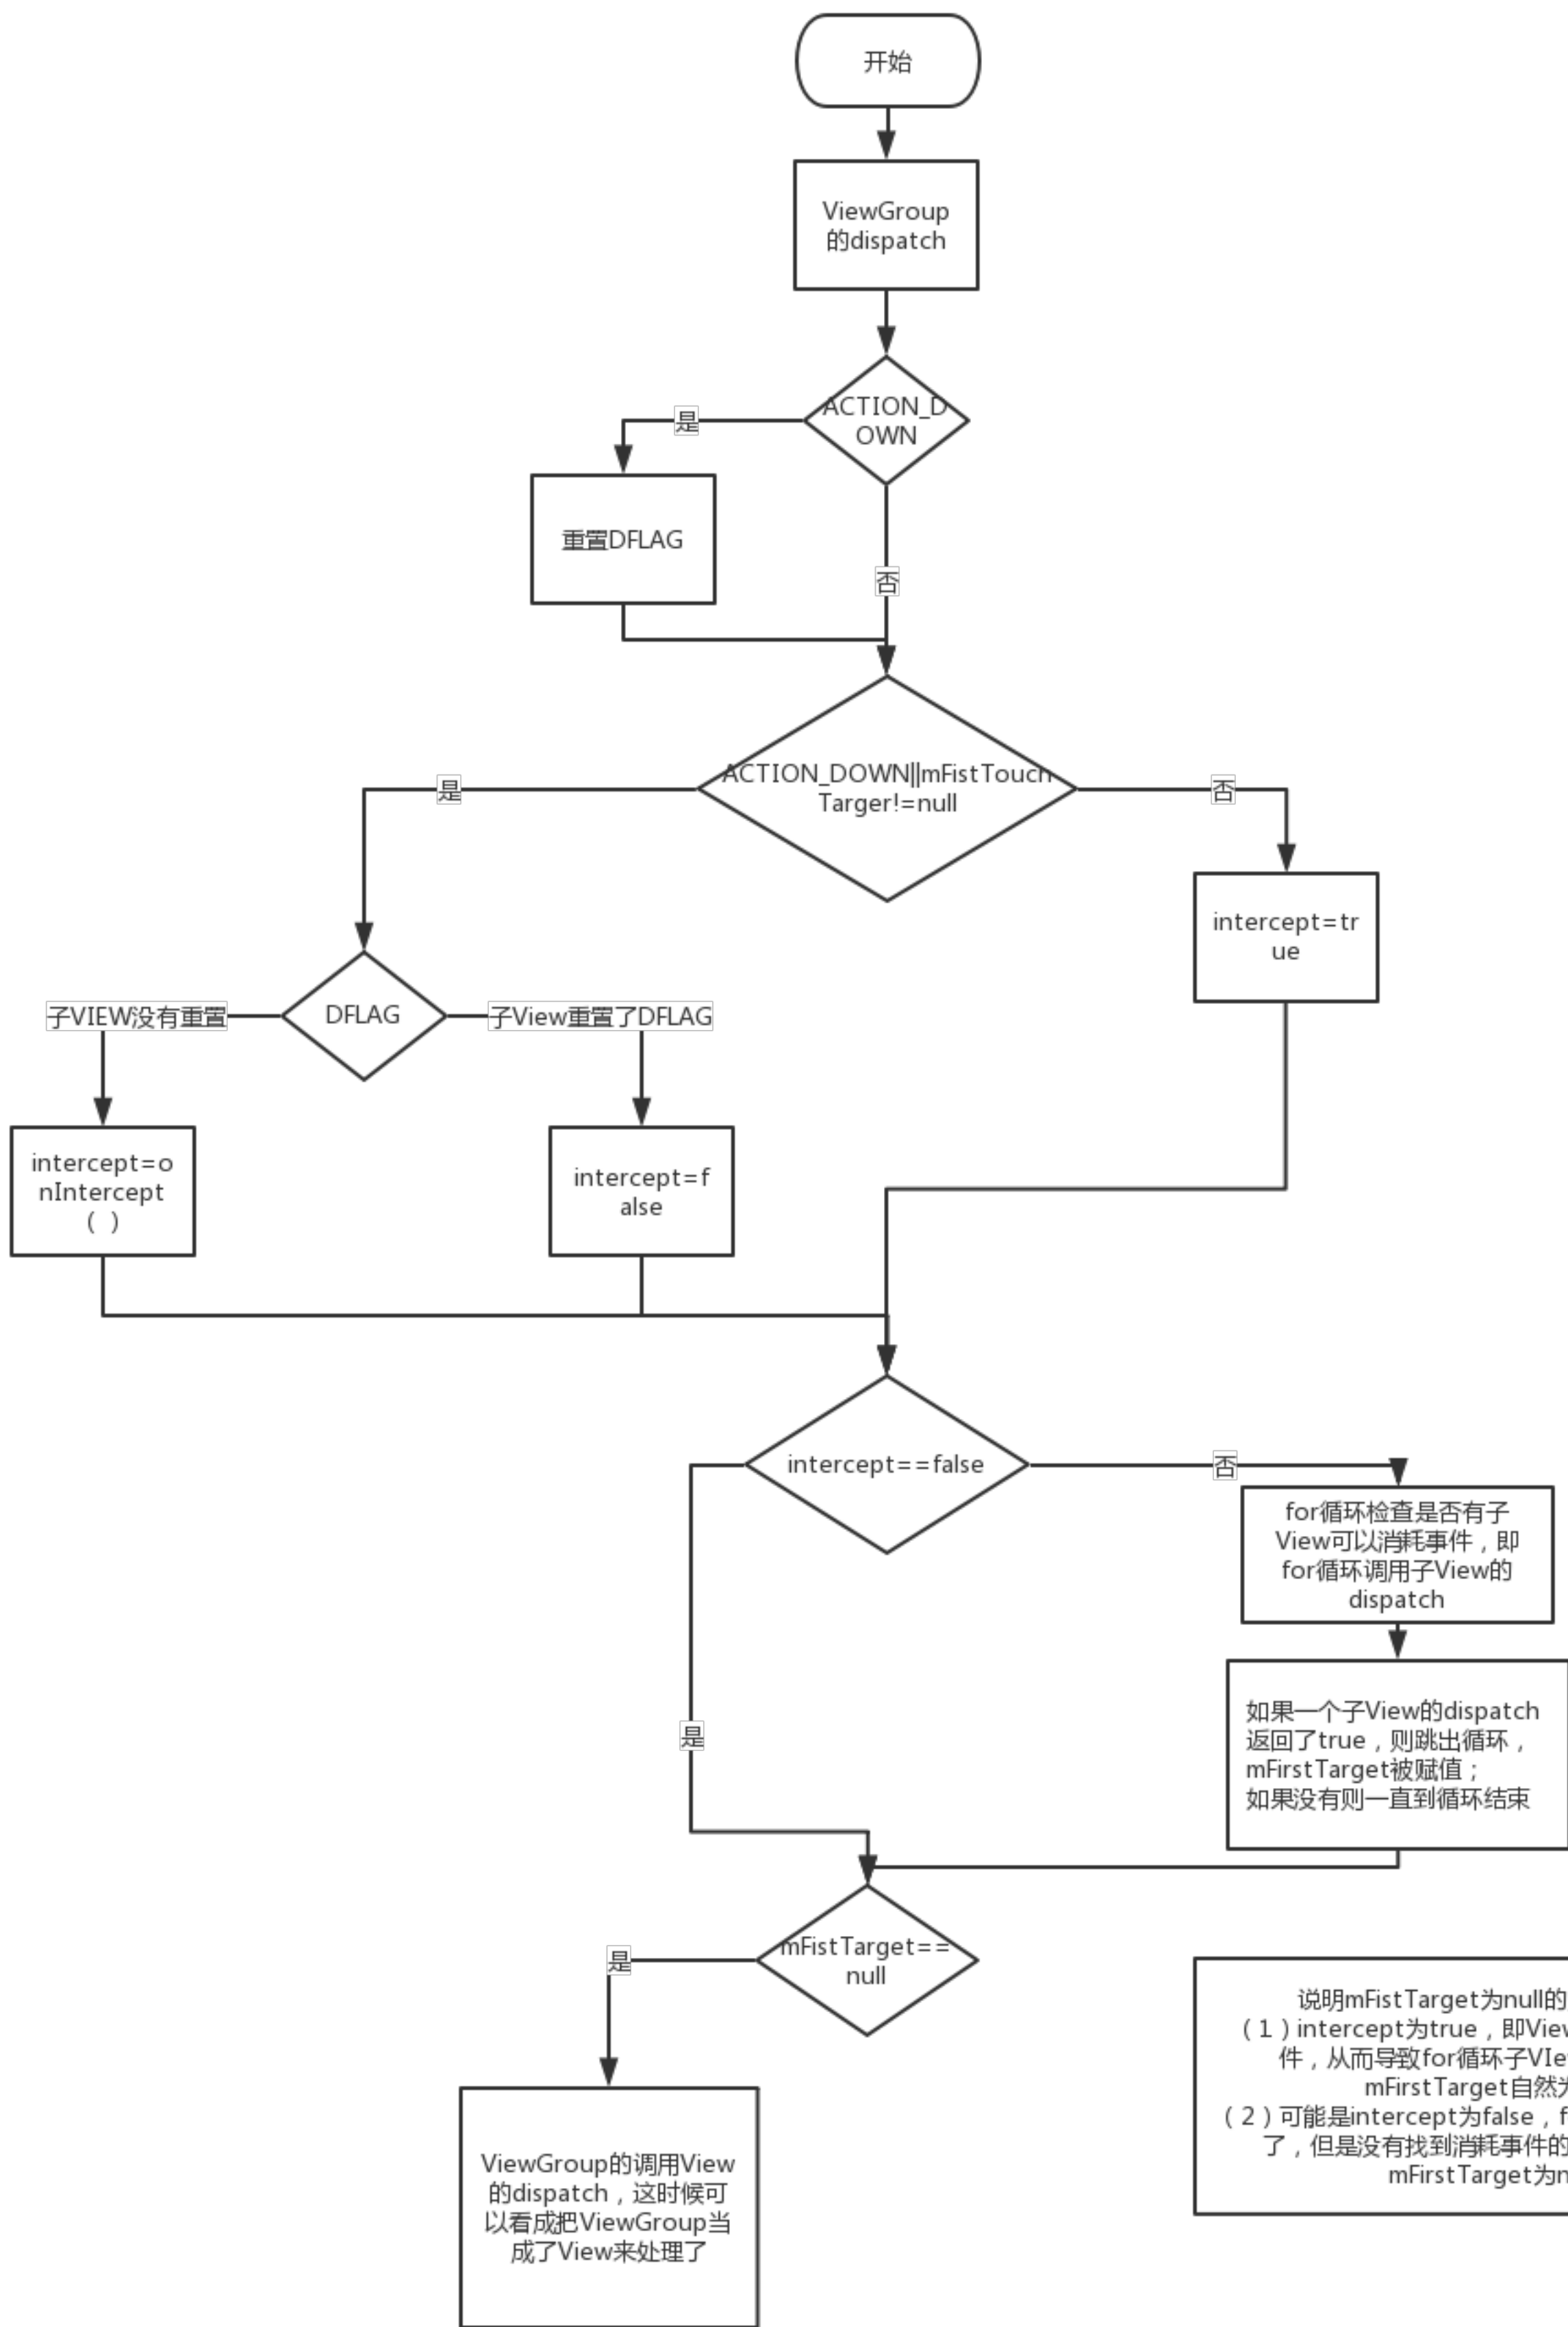 开始
ViewGroup
的dispatch
ACTION_D
OWN
是
重置DFLAG
否
ACTION_DOWN||mFistTouch
Targer!=null
是
否
intercept=tr
ue
DFLAG
子VIEW没有重置
子View重置了DFLAG
intercept=o
nIntercept
（ ）
intercept=f
alse
intercept==false
否
for循环检查是否有子
View可以消耗事件，即
for循环调用子View的
dispatch
是
如果一个子View的dispatch
返回了true，则跳出循环，
mFirstTarget被赋值；
如果没有则一直到循环结束
mFistTarget==
null
是
说明mFistTarget为null的
（1）intercept为true，即View
件，从而导致for循环子VIe
mFirstTarget自然
（2）可能是intercept为false，f
了，但是没有找到消耗事件的
mFirstTarget为n
ViewGroup的调用View
的dispatch，这时候可
以看成把ViewGroup当
成了View来处理了